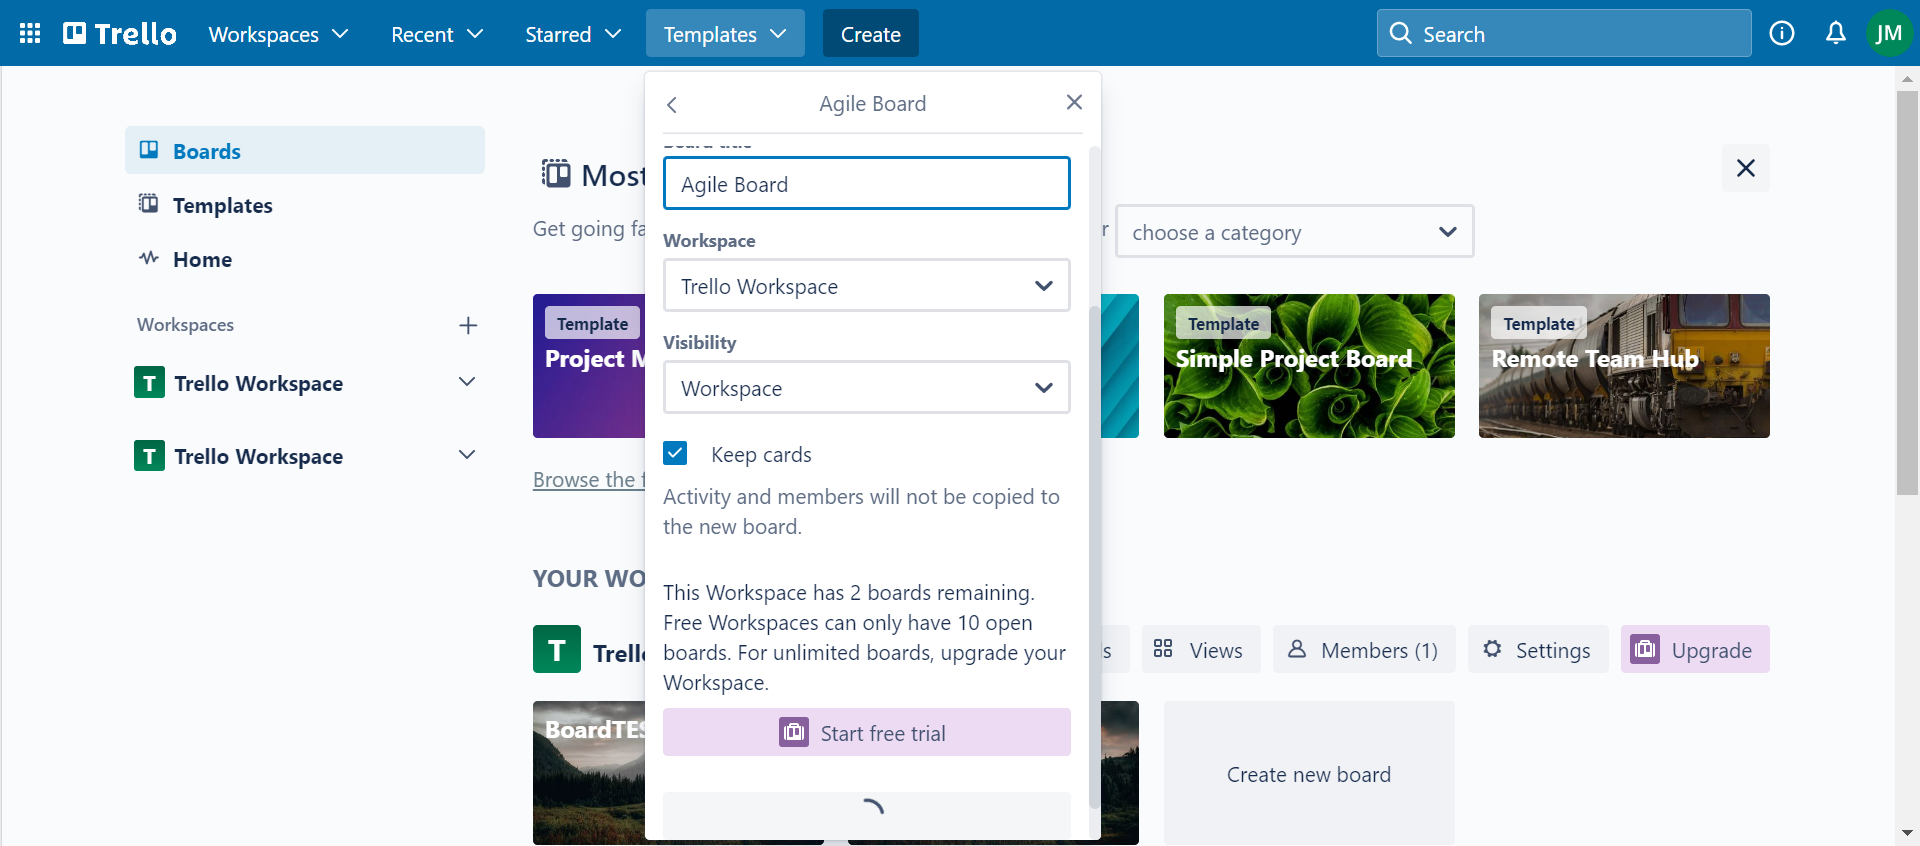 Trello
Workspaces
Recent
Starred
Templates
Create
Search
JM
Agile Board
Board title
Agile Board
Workspace
Trello Workspace
Visibility
Workspace
Keep cards
Activity and members will not be copied to
the new board.
This Workspace has 2 boards remaining.
Free Workspaces can only have 10 open
boards. For unlimited boards, upgrade your
Workspace.
Start free trial
Boards
Templates
Home
Workspaces
T Trello Workspace
T Trello Workspace
Most
Get going fa
r
choose a category
Template
Project M
Template
Simple Project Board
Template
Remote Team Hub
Browse the f
YOUR WO
T Trell
s
Views
Members (1)
Settings
Upgrade
BoardTES
Create new board